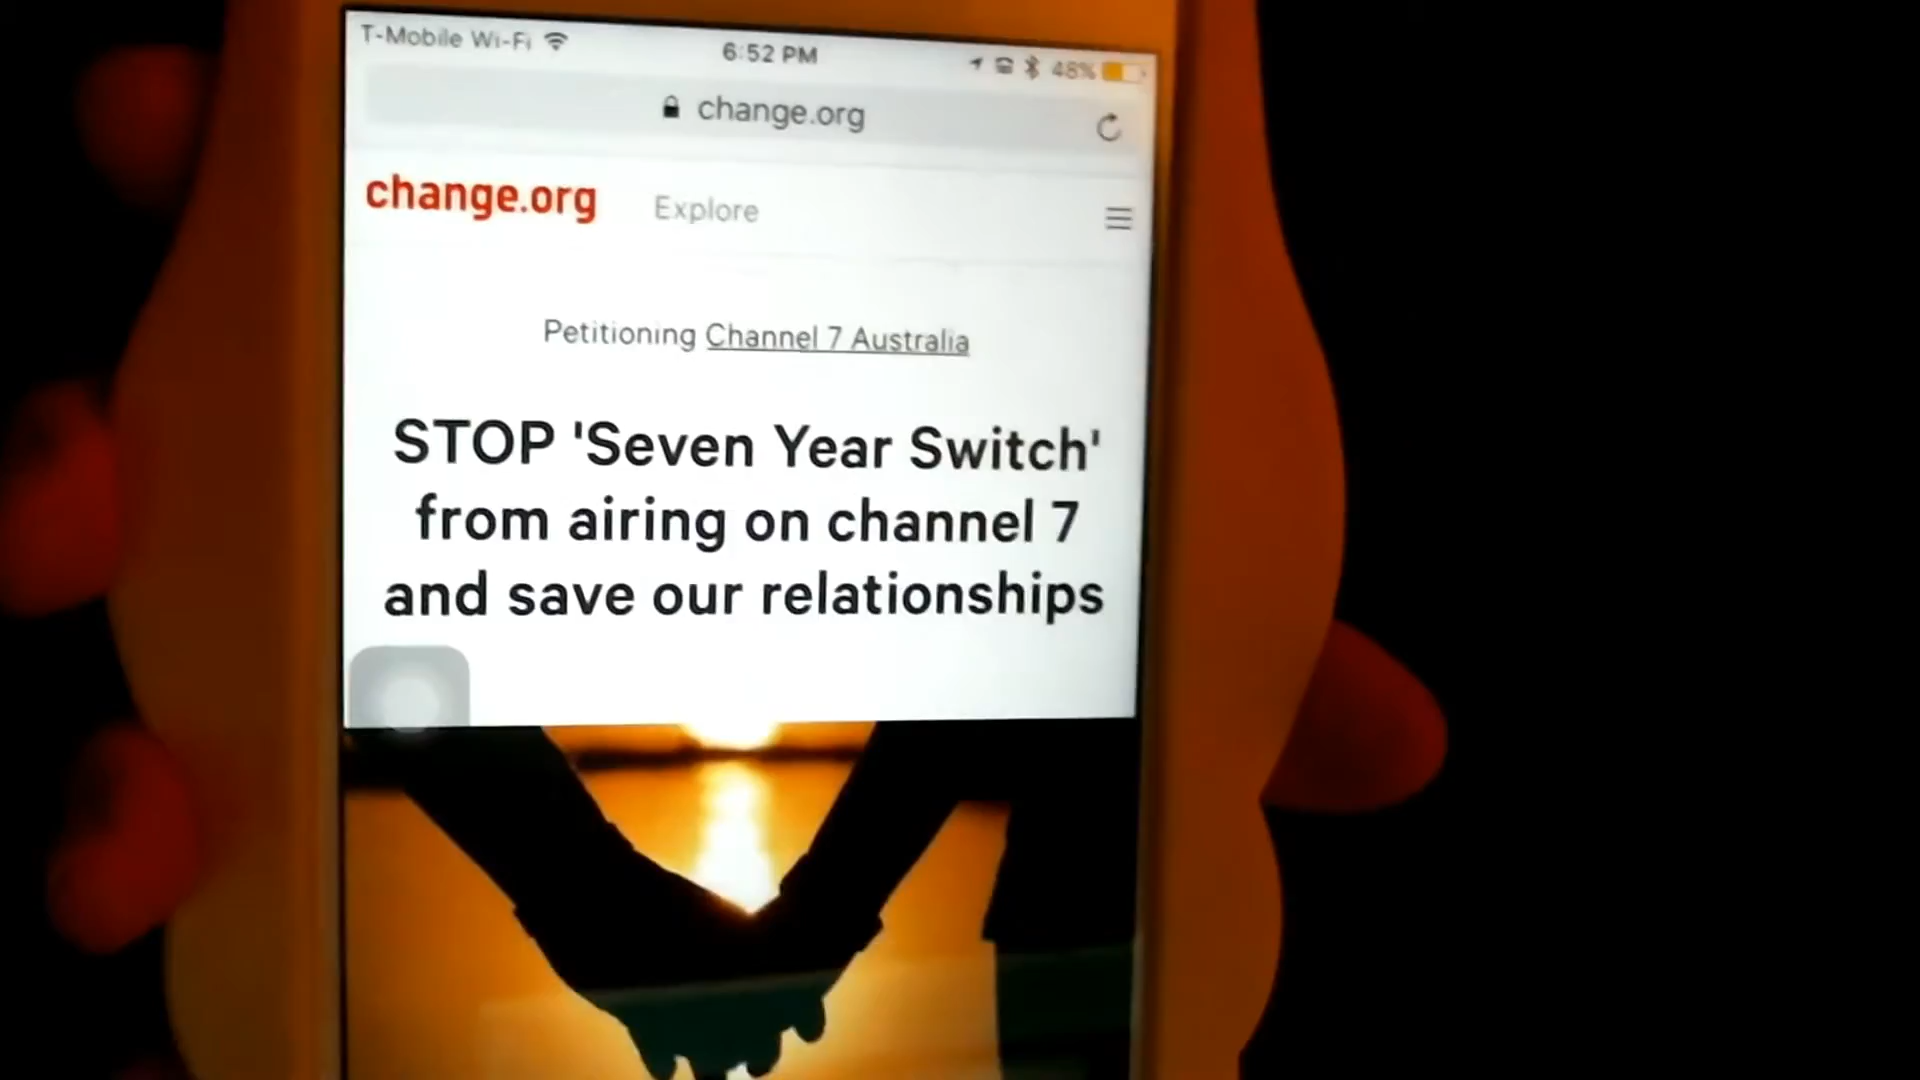 T-Mobile Wi-Fi 6:52 PM 48%
change.org
change.org Explore
Petitioning Channel 7 Australia
STOP 'Seven Year Switch'
from airing on channel 7
and save our relationships